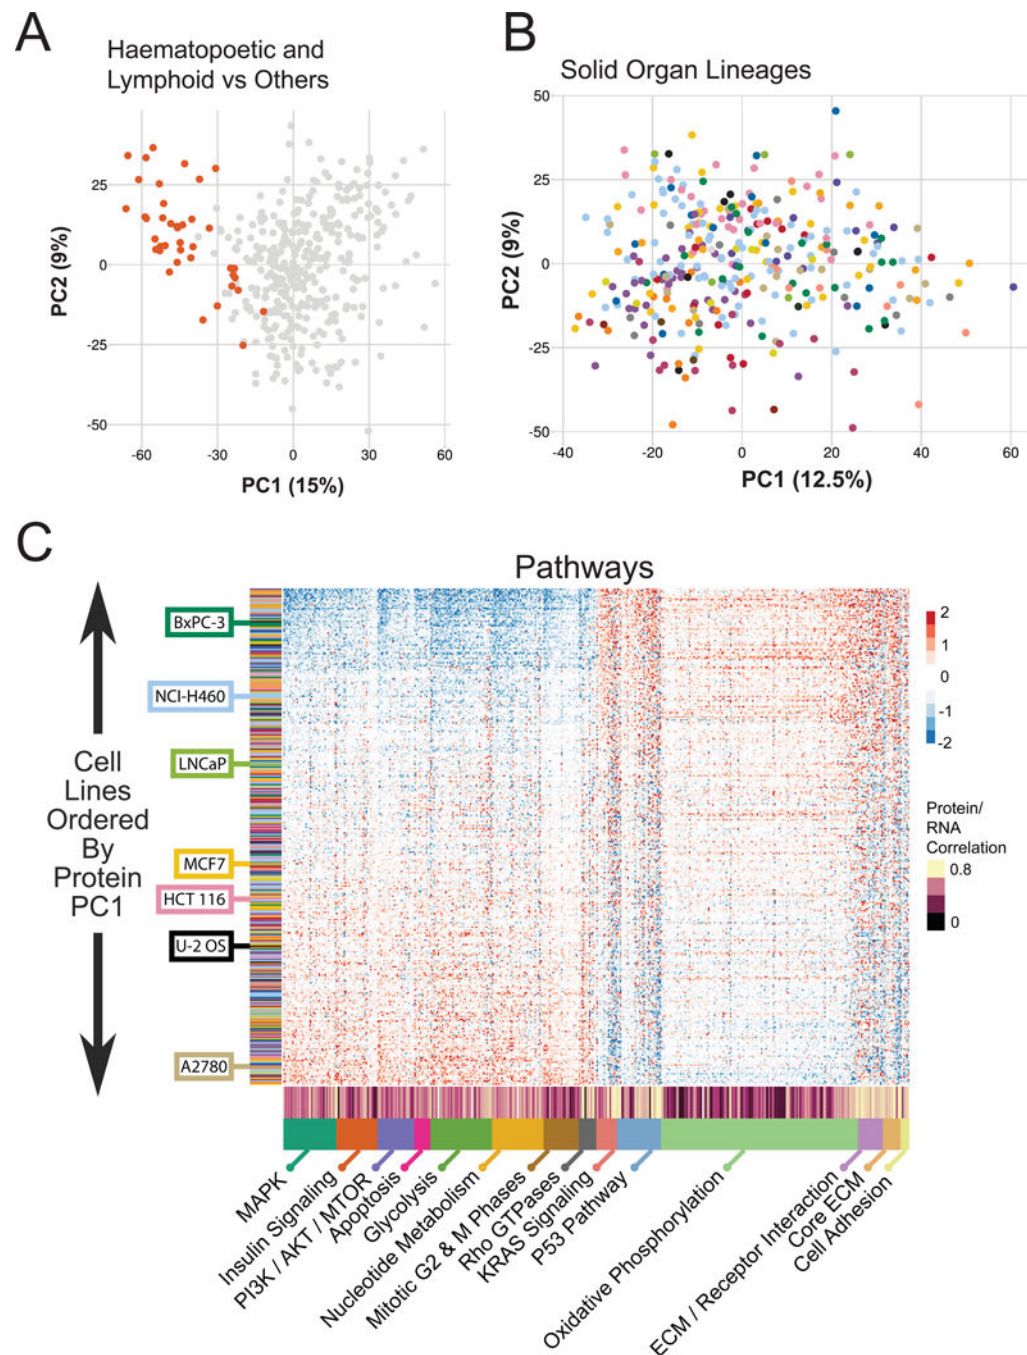 A
Haematopoetic and
Lymphoid vs Others
PC2 (9%)
25
0
-25
-50
-60
-30
0
30
60
PC1 (15%)
B
Solid Organ Lineages
PC2 (9%)
50
25
0
-25
-50
-40
-20
0
20
40
60
PC1 (12.5%)
C
Pathways
Cell
Lines
Ordered
By
Protein
PC1
BxPC-3
NCI-H460
LNCaP
MCF7
HCT 116
U-2 OS
A2780
2
1
0
-1
-2
Protein/
RNA
Correlation
0.8
0
MAPK
Insulin Signaling
PI3K / AKT / MTOR
Apoptosis
Glycolysis
Nucleotide Metabolism
Mitotic G2 & M Phases
Rho GTPases
KRAS Signaling
P53 Pathway
Oxidative Phosphorylation
ECM / Receptor Interaction
Core ECM
Cell Adhesion